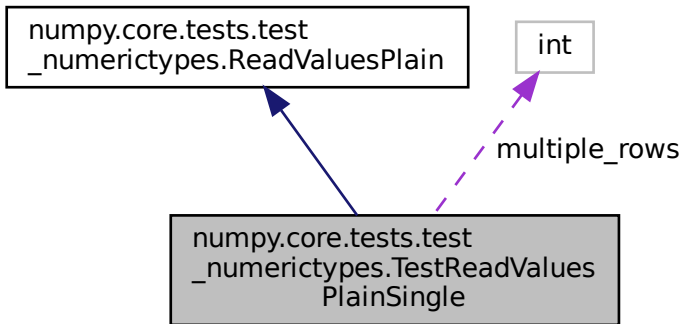 numpy.core.tests.test
_numerictypes.ReadValuesPlain
int
multiple_rows
numpy.core.tests.test
_numerictypes.TestReadValues
PlainSingle